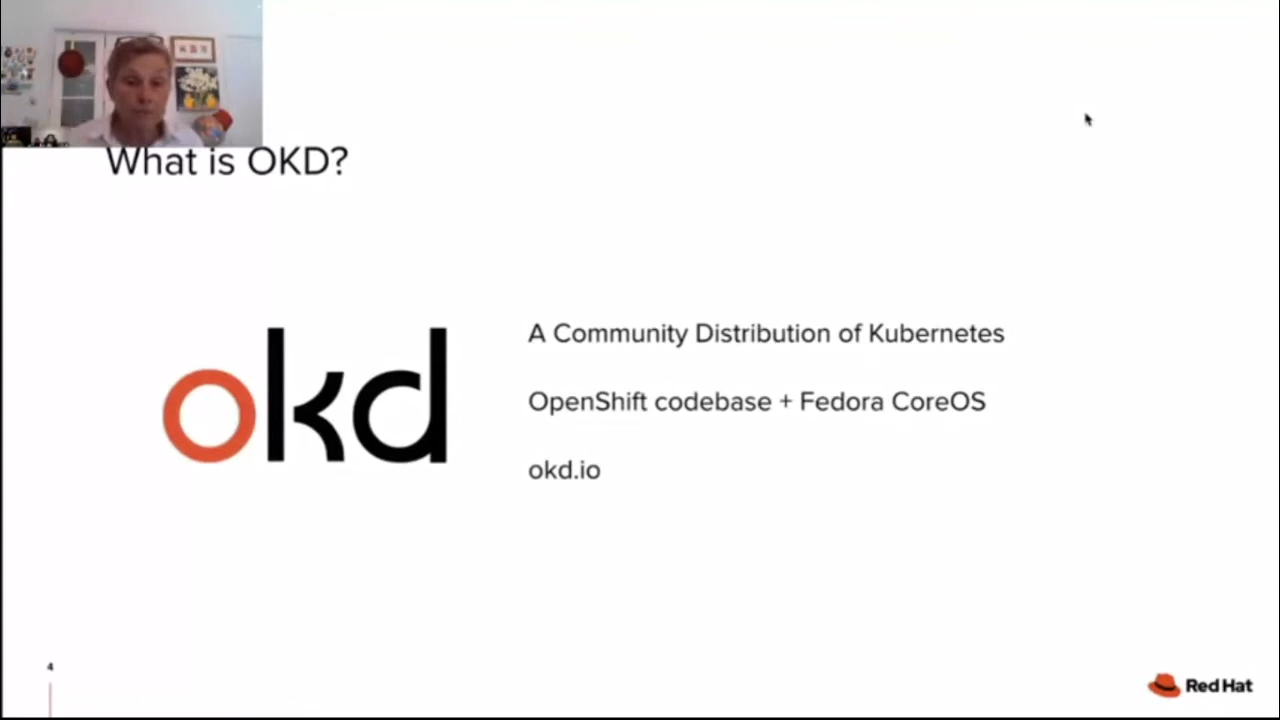 What is OKD?
okd
A Community Distribution of Kubernetes
OpenShift codebase + Fedora CoreOS
okd.io
4
Red Hat